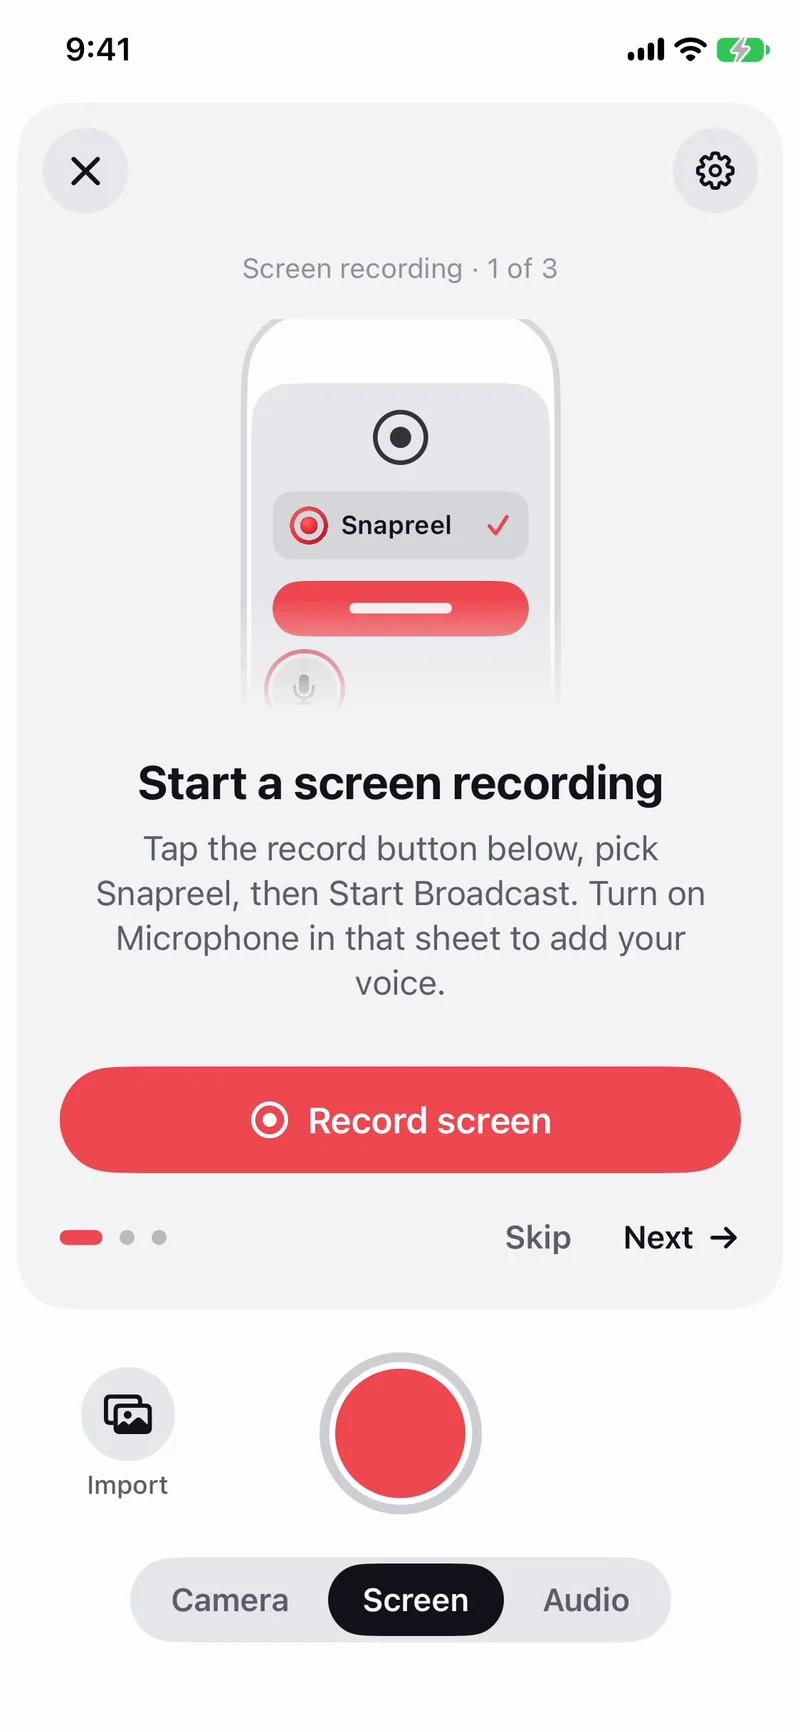 9:41
Screen recording · 1 of 3
Snapreel
Start a screen recording
Tap the record button below, pick
Snapreel, then Start Broadcast. Turn on
Microphone in that sheet to add your
voice.
Record screen
Skip
Next
Import
Camera
Screen
Audio